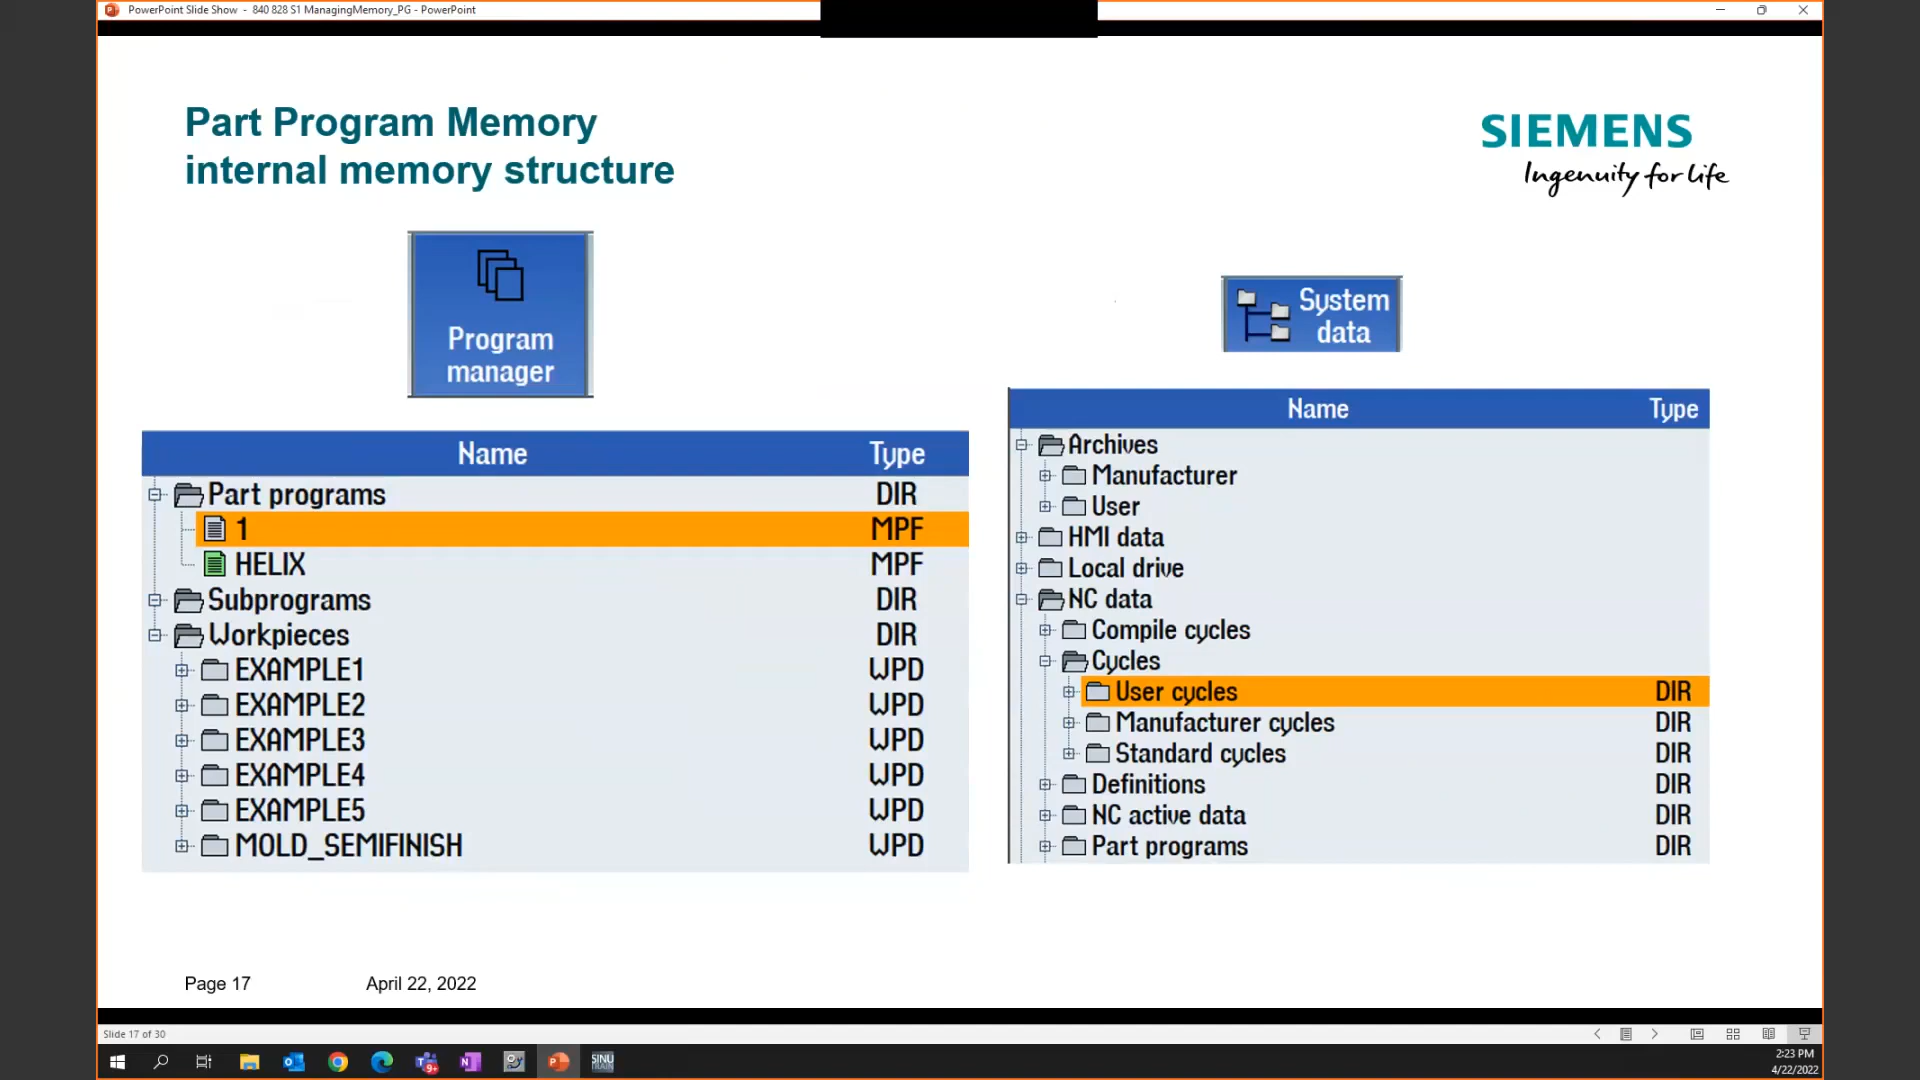 PowerPoint Slide Show - 840 828 S1 ManagingMemory_PG - PowerPoint
Part Program Memory
internal memory structure
SIEMENS
Ingenuity for life
Program
manager
System
data
Name Type
Part programs DIR
1 MPF
HELIX MPF
Subprograms DIR
Workpieces DIR
EXAMPLE1 WPD
EXAMPLE2 WPD
EXAMPLE3 WPD
EXAMPLE4 WPD
EXAMPLE5 WPD
MOLD_SEMIFINISH WPD
Name Type
Archives
Manufacturer
User
HMI data
Local drive
NC data
Compile cycles
Cycles
User cycles DIR
Manufacturer cycles DIR
Standard cycles DIR
Definitions DIR
NC active data DIR
Part programs DIR
Page 17 April 22, 2022
Slide 17 of 30
9+
SINU
TRAIN
2:23 PM
4/22/2022